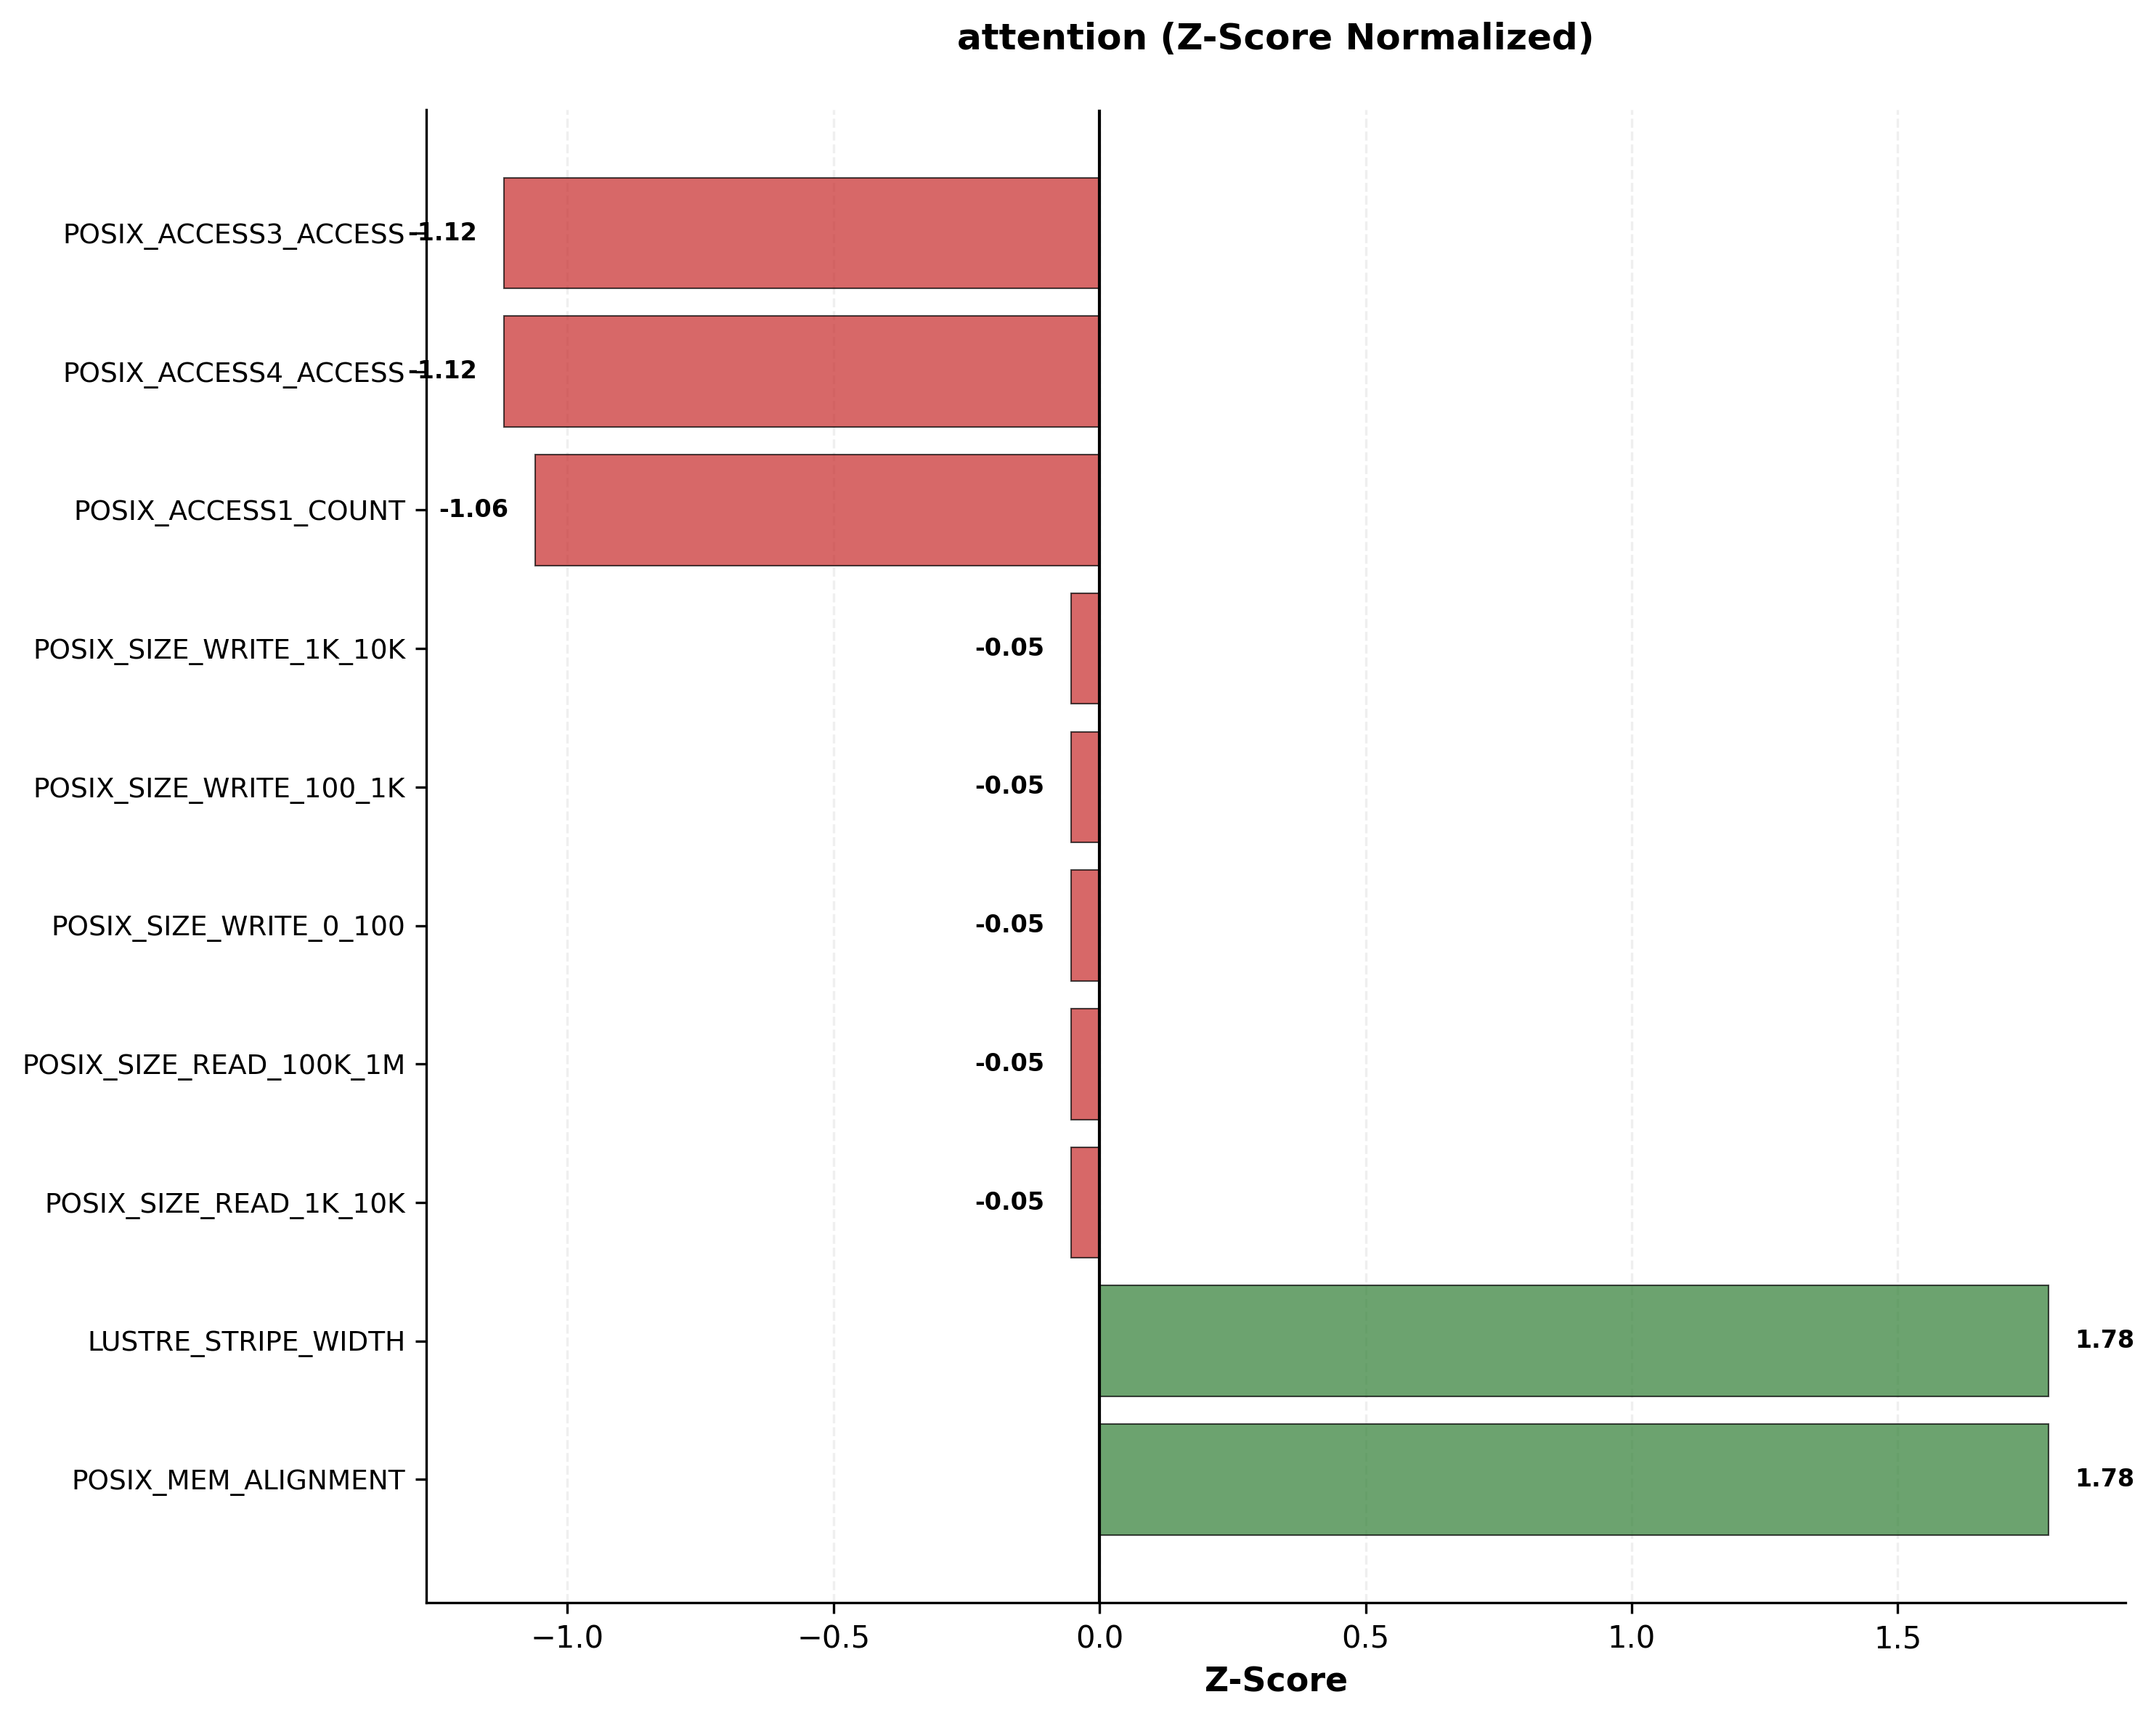 attention (Z-Score Normalized)
POSIX_ACCESS3_ACCESS -1.12
POSIX_ACCESS4_ACCESS -1.12
POSIX_ACCESS1_COUNT -1.06
POSIX_SIZE_WRITE_1K_10K -0.05
POSIX_SIZE_WRITE_100_1K -0.05
POSIX_SIZE_WRITE_0_100 -0.05
POSIX_SIZE_READ_100K_1M -0.05
POSIX_SIZE_READ_1K_10K -0.05
LUSTRE_STRIPE_WIDTH 1.78
POSIX_MEM_ALIGNMENT 1.78
−1.0 −0.5 0.0 0.5 1.0 1.5
Z-Score